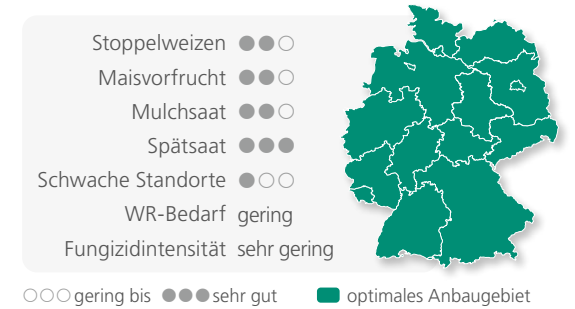 Stoppelweizen ●●○
Maisvorfrucht ●●○
Mulchsaat ●●○
Spätsaat ●●●
Schwache Standorte ●○○
WR-Bedarf gering
Fungizidintensität sehr gering
○○○ gering bis ●●● sehr gut optimales Anbaugebiet